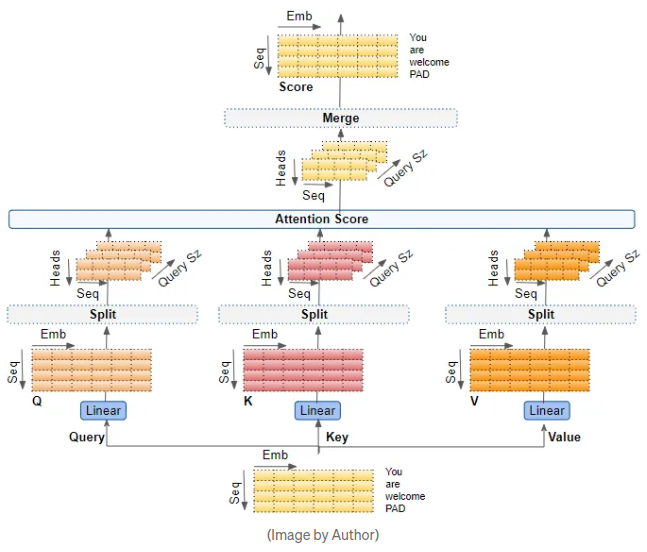 Emb
Seq
You
are
welcome
PAD
Score
Merge
Heads
Query Sz
Seq
Attention Score
Heads
Query Sz
Seq
Heads
Query Sz
Seq
Heads
Query Sz
Seq
Split
Split
Split
Emb
Emb
Emb
Seq
Seq
Seq
Q
K
V
Linear
Linear
Linear
Query
Key
Value
Emb
Seq
You
are
welcome
PAD
(Image by Author)